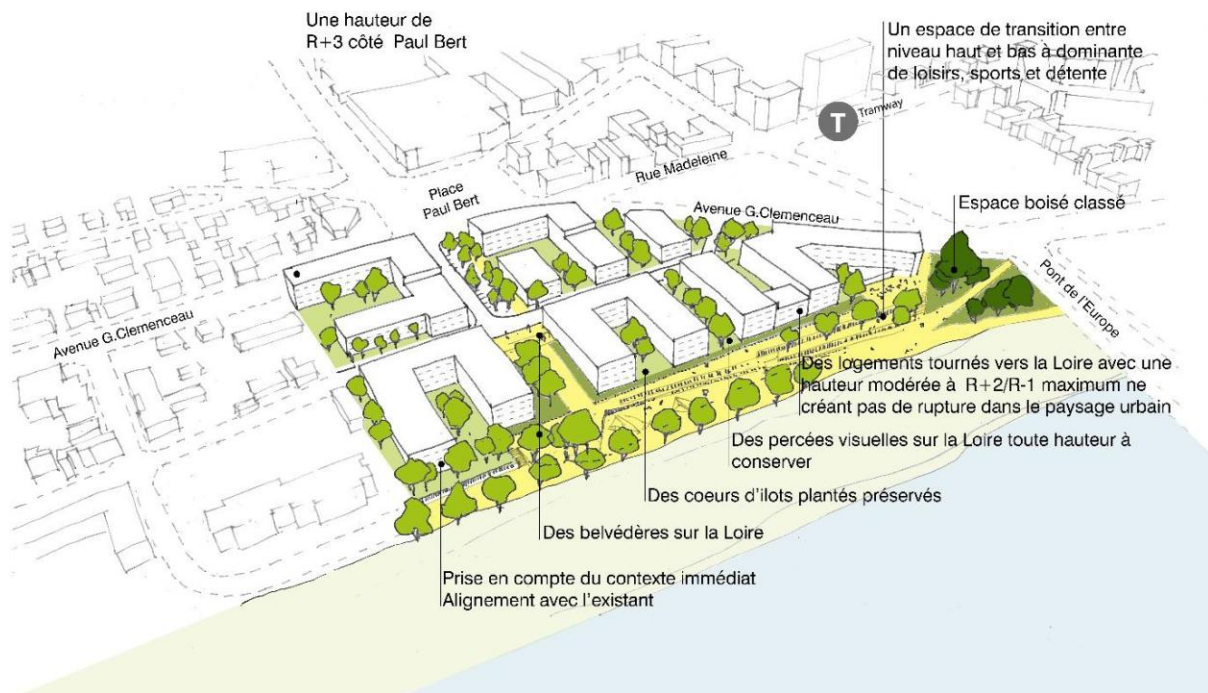 Une hauteur de
R+3 côté Paul Bert
Un espace de transition entre
niveau haut et bas à dominante
de loisirs, sports et détente
T
Tramway
Rue Madeleine
Place
Paul Bert
Avenue G.Clemenceau
Espace boisé classé
Pont de l'Europe
Avenue G.Clemenceau
Des logements tournés vers la Loire avec une
hauteur modérée à R+2/R-1 maximum ne
créant pas de rupture dans le paysage urbain
Des percées visuelles sur la Loire toute hauteur à
conserver
Des coeurs d'ilots plantés préservés
Des belvédères sur la Loire
Prise en compte du contexte immédiat
Alignement avec l'existant